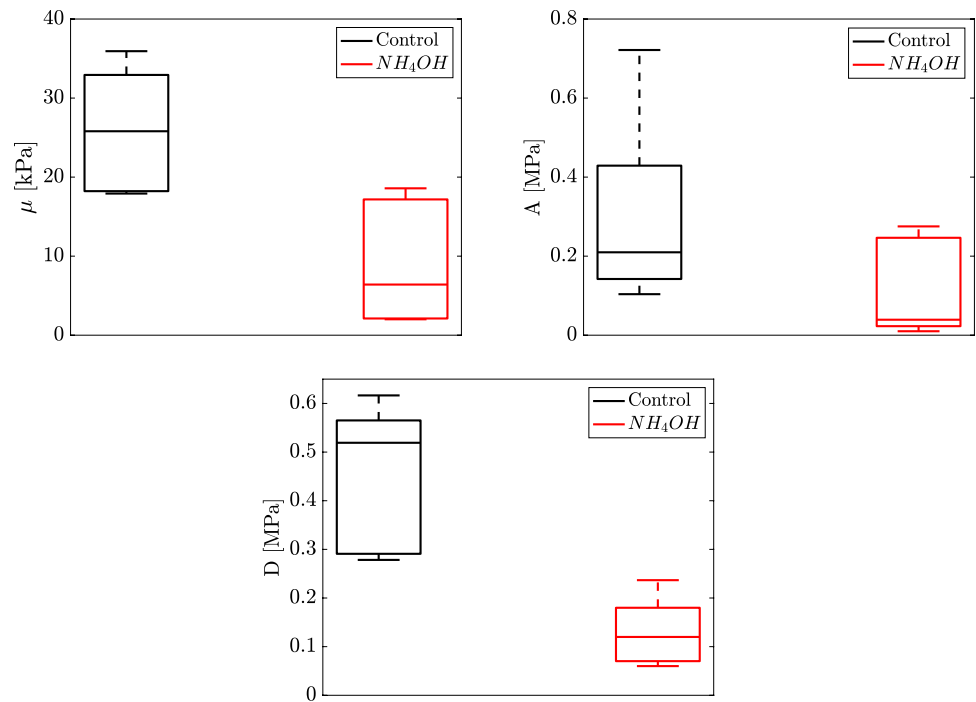 40
30
20
10
0
μ [kPa]
Control
NH₄OH
0.8
0.6
0.4
0.2
0
A [MPa]
Control
NH₄OH
0.6
0.5
0.4
0.3
0.2
0.1
0
D [MPa]
Control
NH₄OH